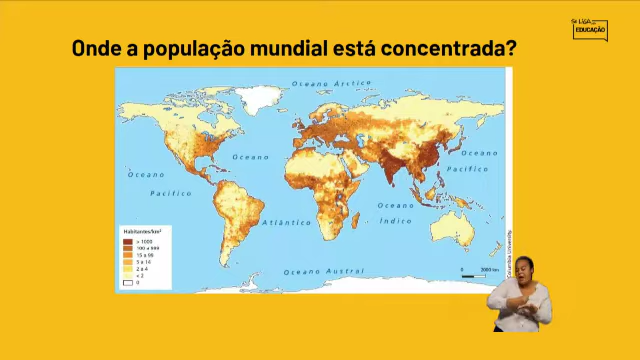 Se LIGA na
EDUCAÇÃO
Onde a população mundial está concentrada?
Oceano Ártico
Oceano
Pacífico
Oceano
Atlântico
Oceano
Pacífico
Oceano
Índico
Oceano Austral
Habitantes/km²
> 1000
100 a 999
15 a 99
5 a 14
2 a 4
< 2
0
0 2000 km
Columbia University